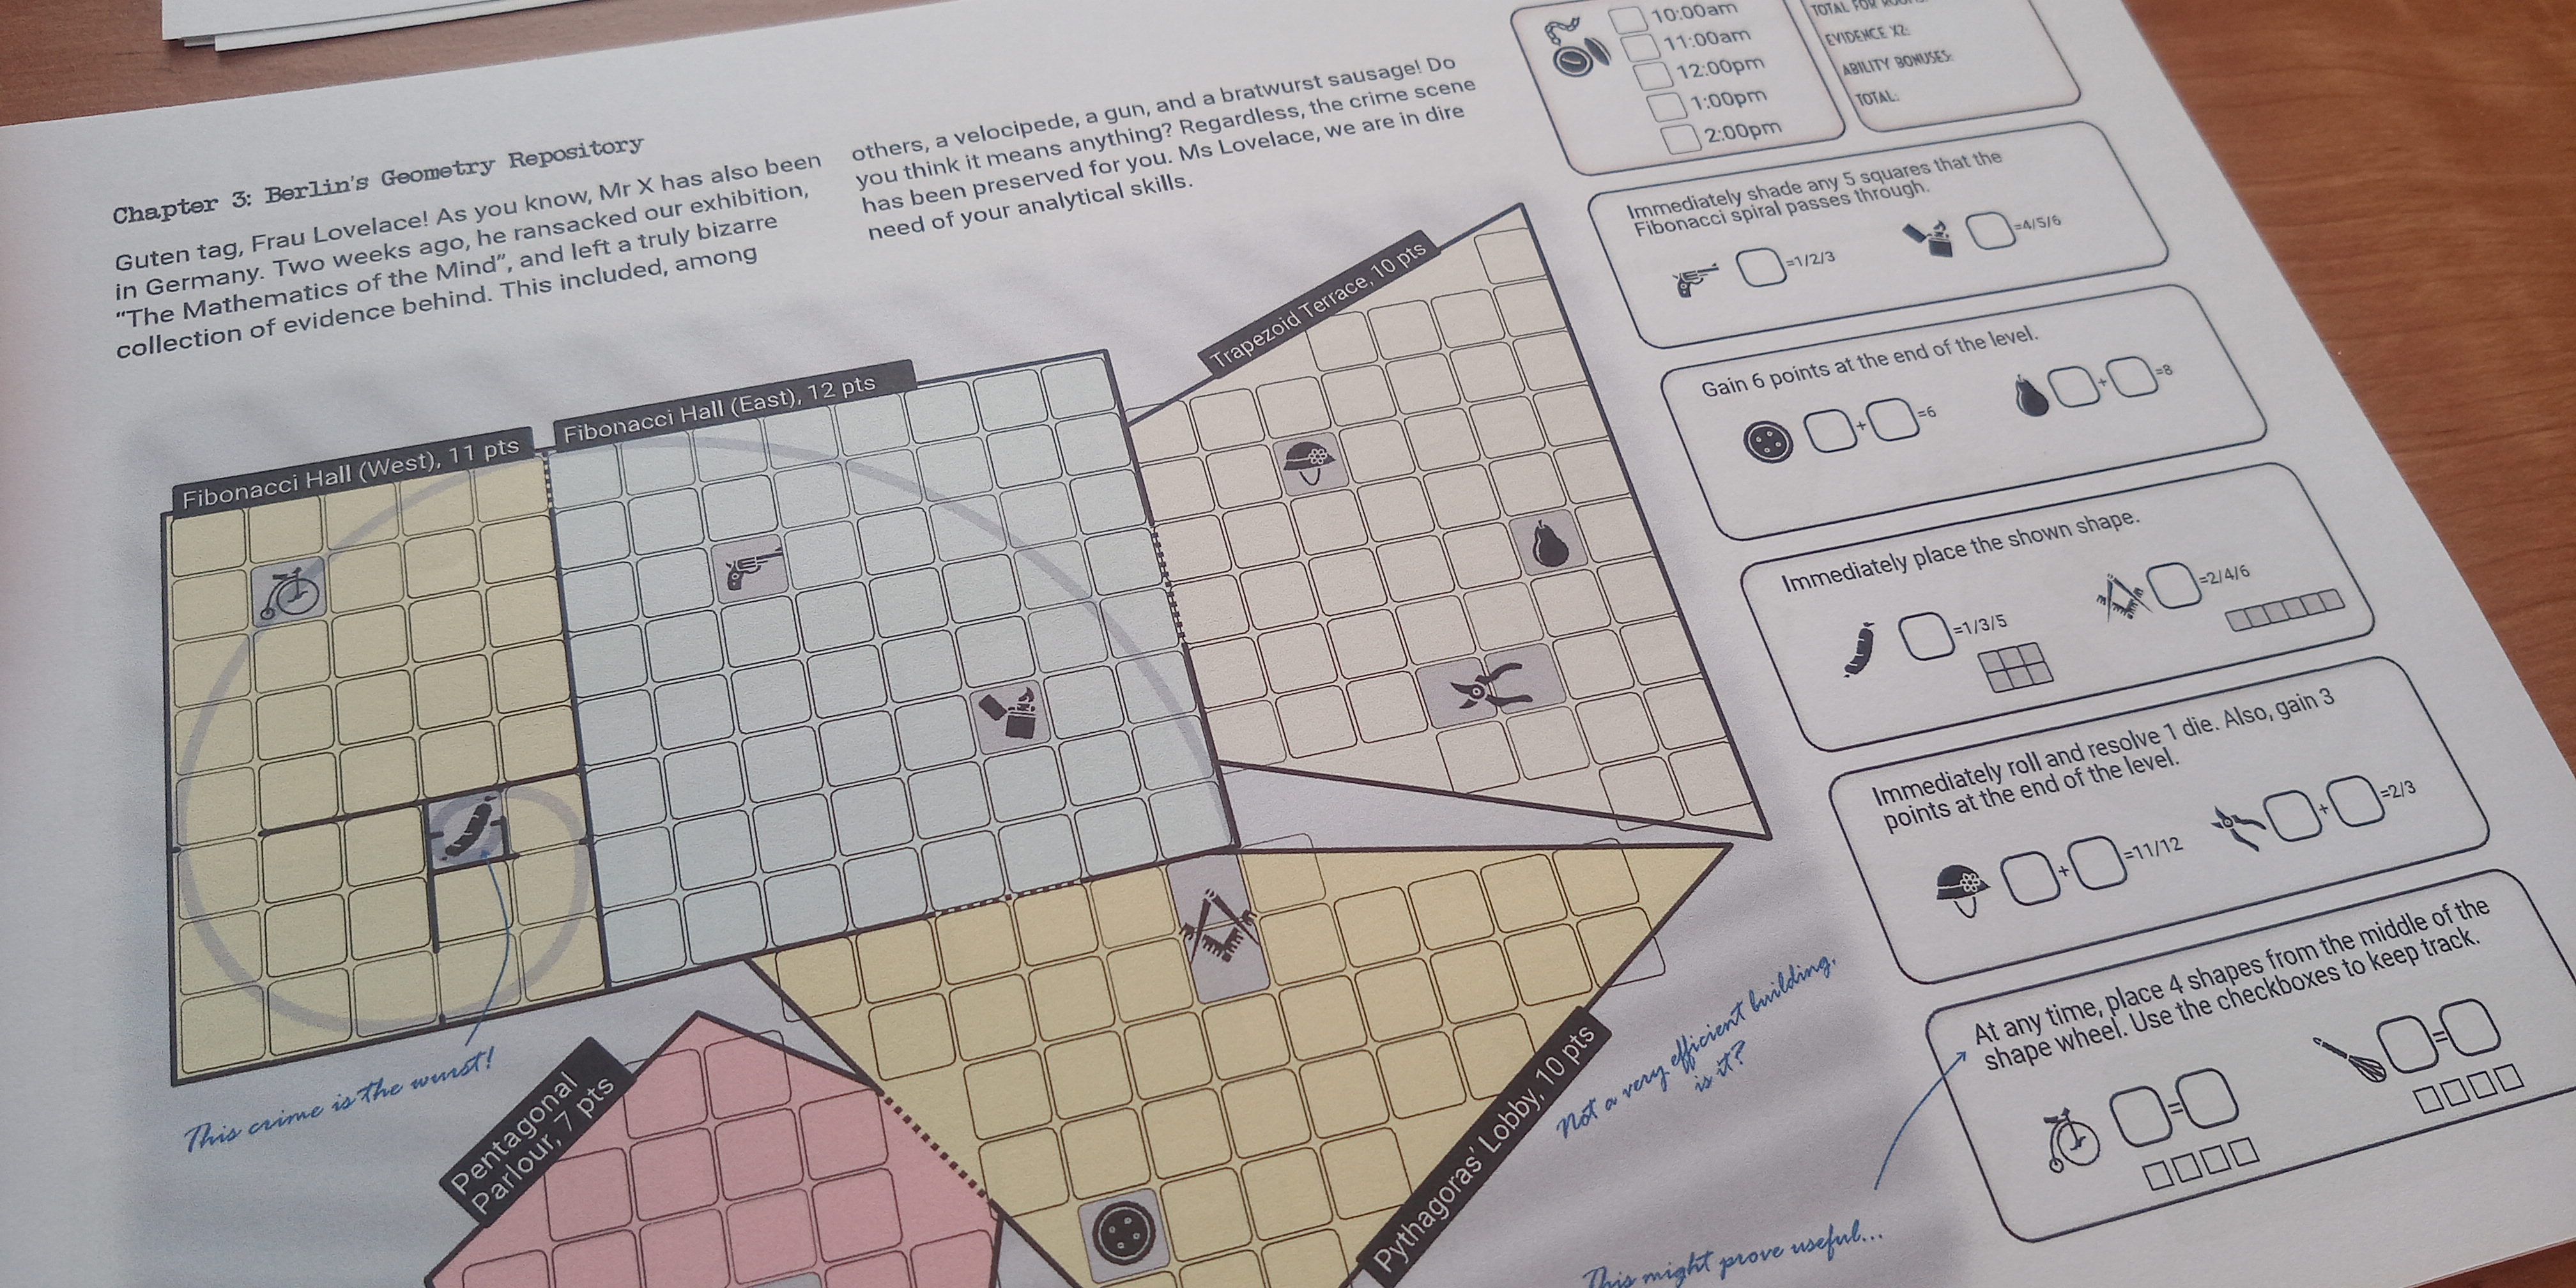 Chapter 3: Berlin's Geometry Repository
Guten tag, Frau Lovelace! As you know, Mr X has also been
in Germany. Two weeks ago, he ransacked our exhibition,
“The Mathematics of the Mind”, and left a truly bizarre
collection of evidence behind. This included, among
others, a velocipede, a gun, and a bratwurst sausage! Do
you think it means anything? Regardless, the crime scene
has been preserved for you. Ms Lovelace, we are in dire
need of your analytical skills.
10:00am
11:00am
12:00pm
1:00pm
2:00pm
TOTAL FOR
EVIDENCE X2:
ABILITY BONUSES:
TOTAL:
Fibonacci Hall (West), 11 pts
Fibonacci Hall (East), 12 pts
Trapezoid Terrace, 10 pts
Pentagonal
Parlour, 7 pts
Pythagoras' Lobby, 10 pts
This crime is the wurst!
Not a very efficient building,
is it?
This might prove useful...
Immediately shade any 5 squares that the
Fibonacci spiral passes through.
=1/2/3
=4/5/6
Gain 6 points at the end of the level.
+ =6
+ =8
Immediately place the shown shape.
=1/3/5
=2/4/6
Immediately roll and resolve 1 die. Also, gain 3
points at the end of the level.
+ =11/12
+ =2/3
At any time, place 4 shapes from the middle of the
shape wheel. Use the checkboxes to keep track.
=
=